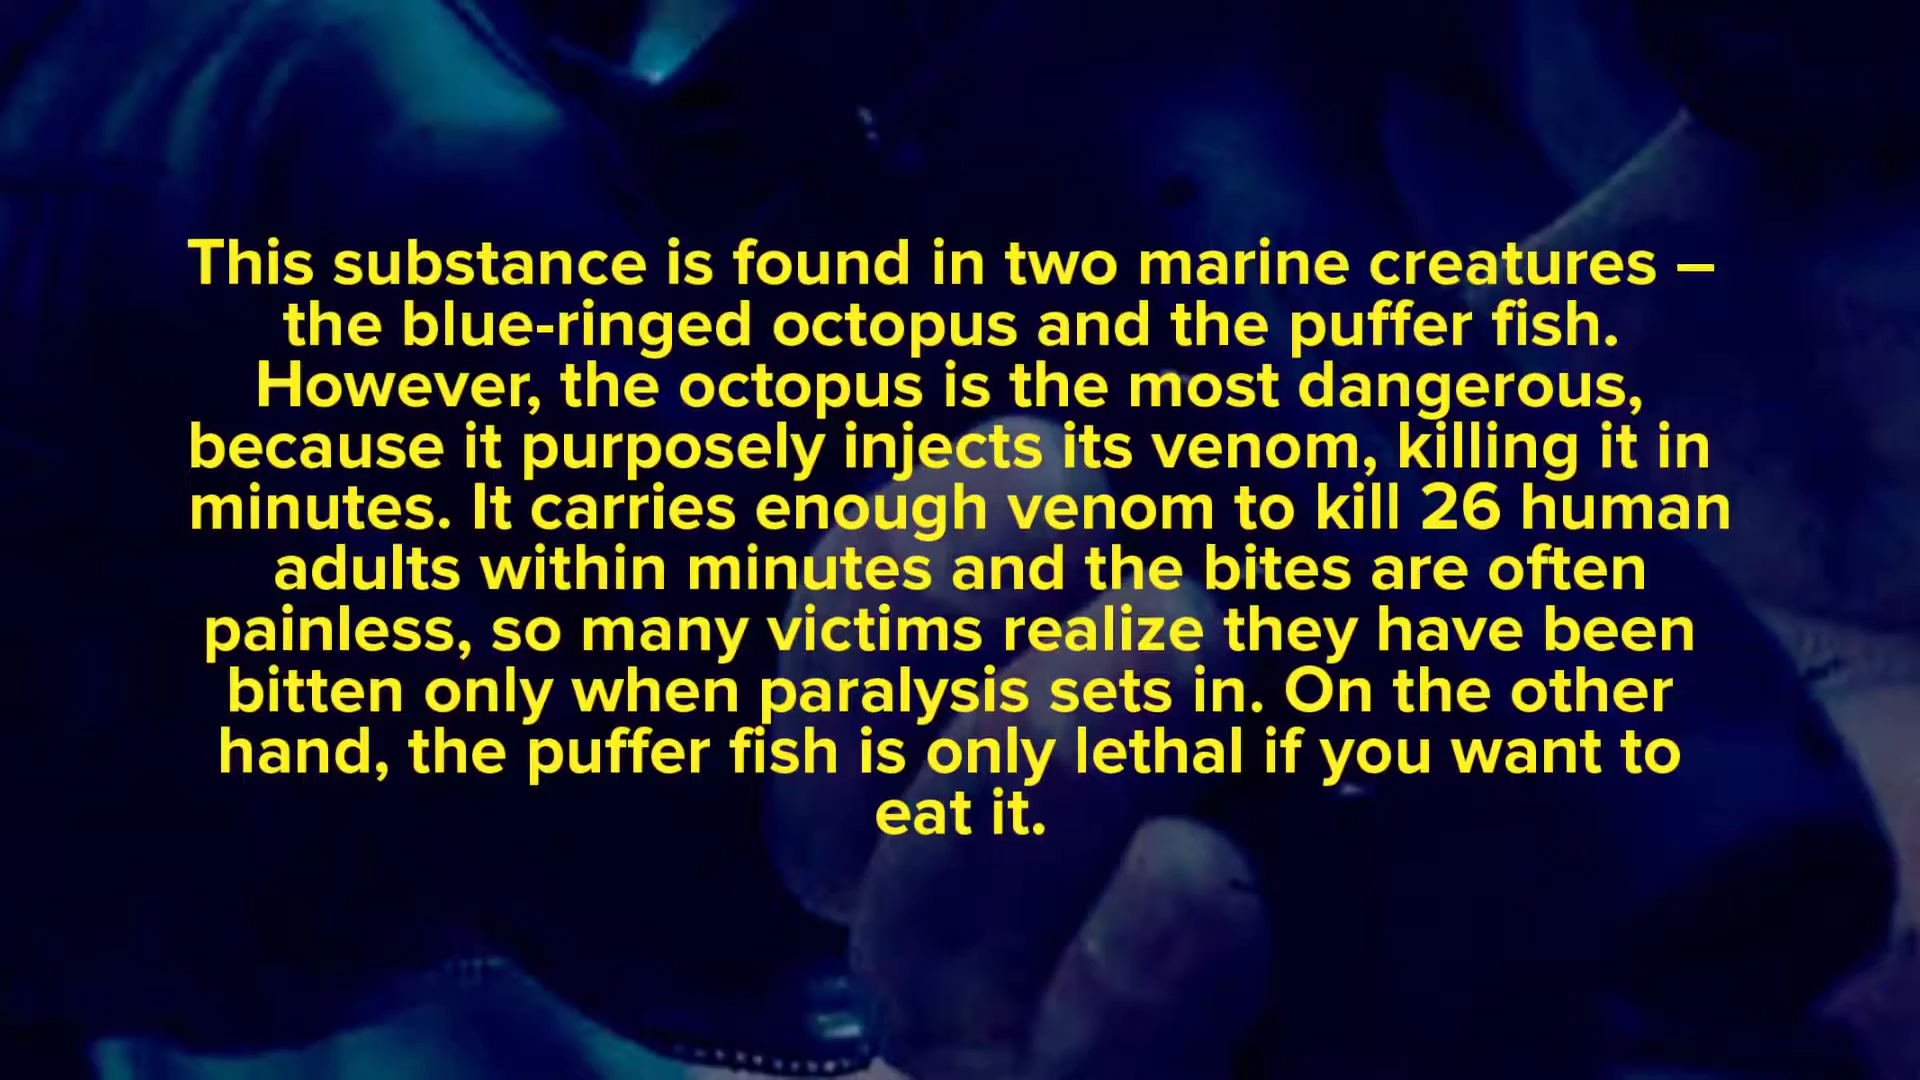 This substance is found in two marine creatures –
the blue-ringed octopus and the puffer fish.
However, the octopus is the most dangerous,
because it purposely injects its venom, killing it in
minutes. It carries enough venom to kill 26 human
adults within minutes and the bites are often
painless, so many victims realize they have been
bitten only when paralysis sets in. On the other
hand, the puffer fish is only lethal if you want to
eat it.